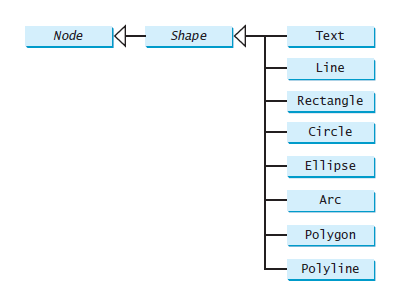 Node
Shape
Text
Line
Rectangle
Circle
Ellipse
Arc
Polygon
Polyline